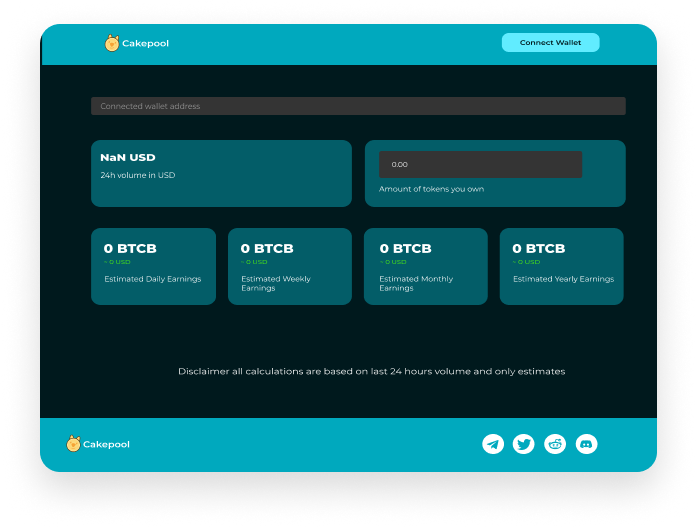 Cakepool
Connect Wallet
Connected wallet address
NaN USD
24h volume in USD
0.00
Amount of tokens you own
0 BTCB
~ 0 USD
Estimated Daily Earnings
0 BTCB
~ 0 USD
Estimated Weekly
Earnings
0 BTCB
~ 0 USD
Estimated Monthly
Earnings
0 BTCB
~ 0 USD
Estimated Yearly Earnings
Disclaimer all calculations are based on last 24 hours volume and only estimates
Cakepool